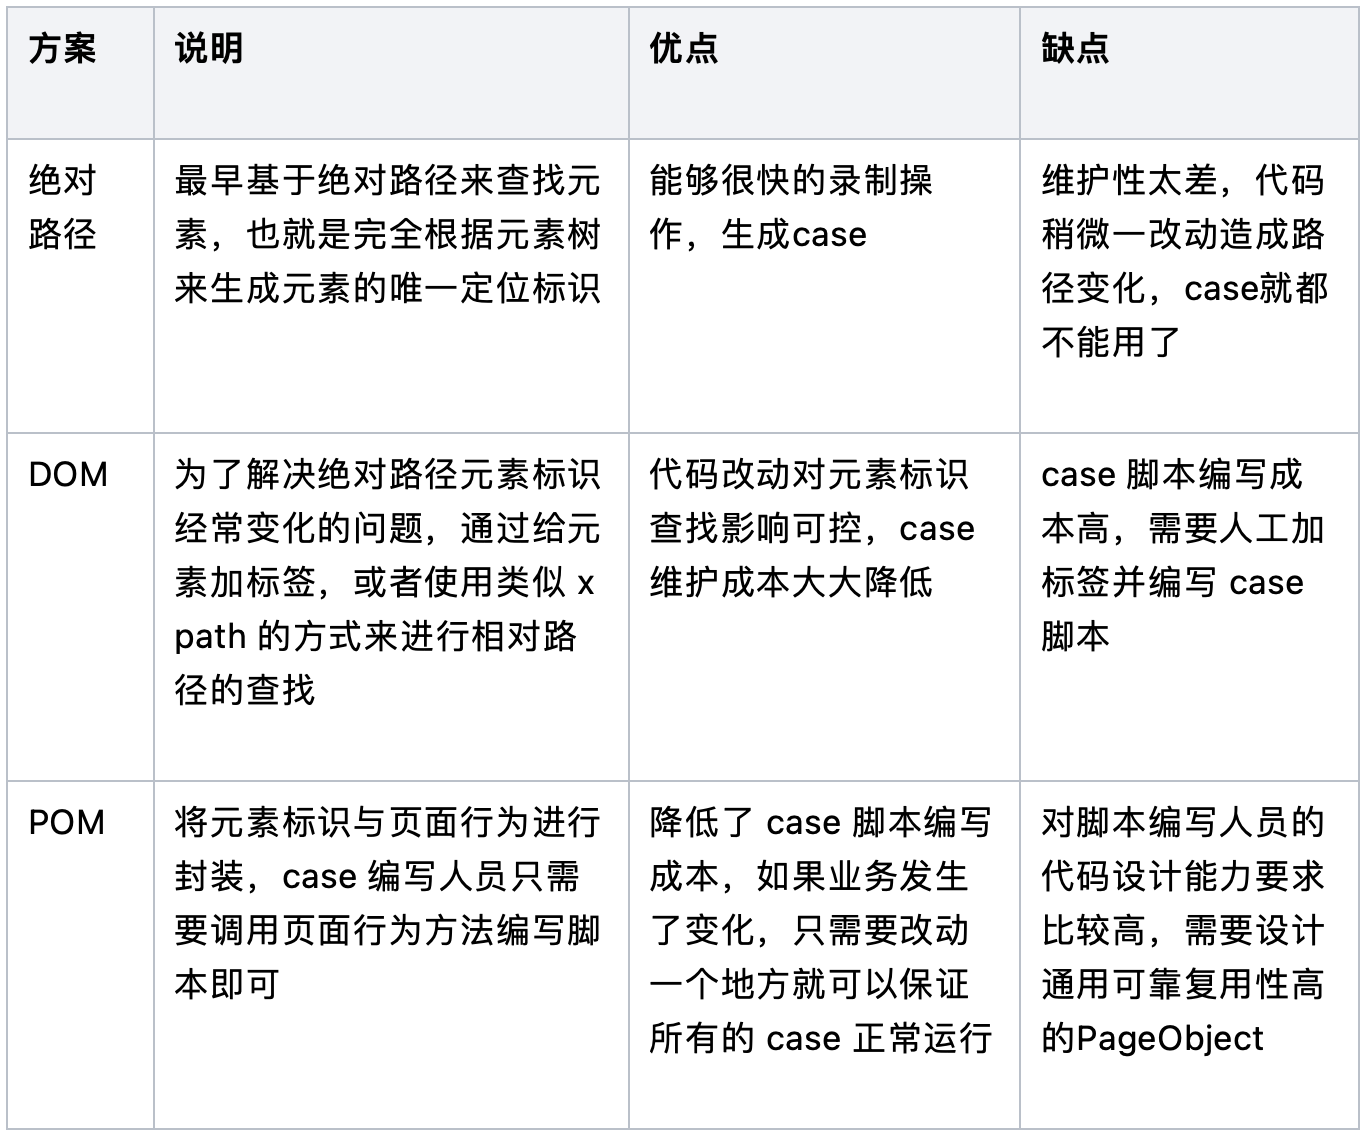 方案
说明
优点
缺点
绝对
路径
最早基于绝对路径来查找元
素，也就是完全根据元素树
来生成元素的唯一定位标识
能够很快的录制操
作，生成case
维护性太差，代码
稍微一改动造成路
径变化，case就都
不能用了
DOM
为了解决绝对路径元素标识
经常变化的问题，通过给元
素加标签，或者使用类似 x
path 的方式来进行相对路
径的查找
代码改动对元素标识
查找影响可控，case
维护成本大大降低
case 脚本编写成
本高，需要人工加
标签并编写 case
脚本
POM
将元素标识与页面行为进行
封装，case 编写人员只需
要调用页面行为方法编写脚
本即可
降低了 case 脚本编写
成本，如果业务发生
了变化，只需要改动
一个地方就可以保证
所有的 case 正常运行
对脚本编写人员的
代码设计能力要求
比较高，需要设计
通用可靠复用性高
的PageObject